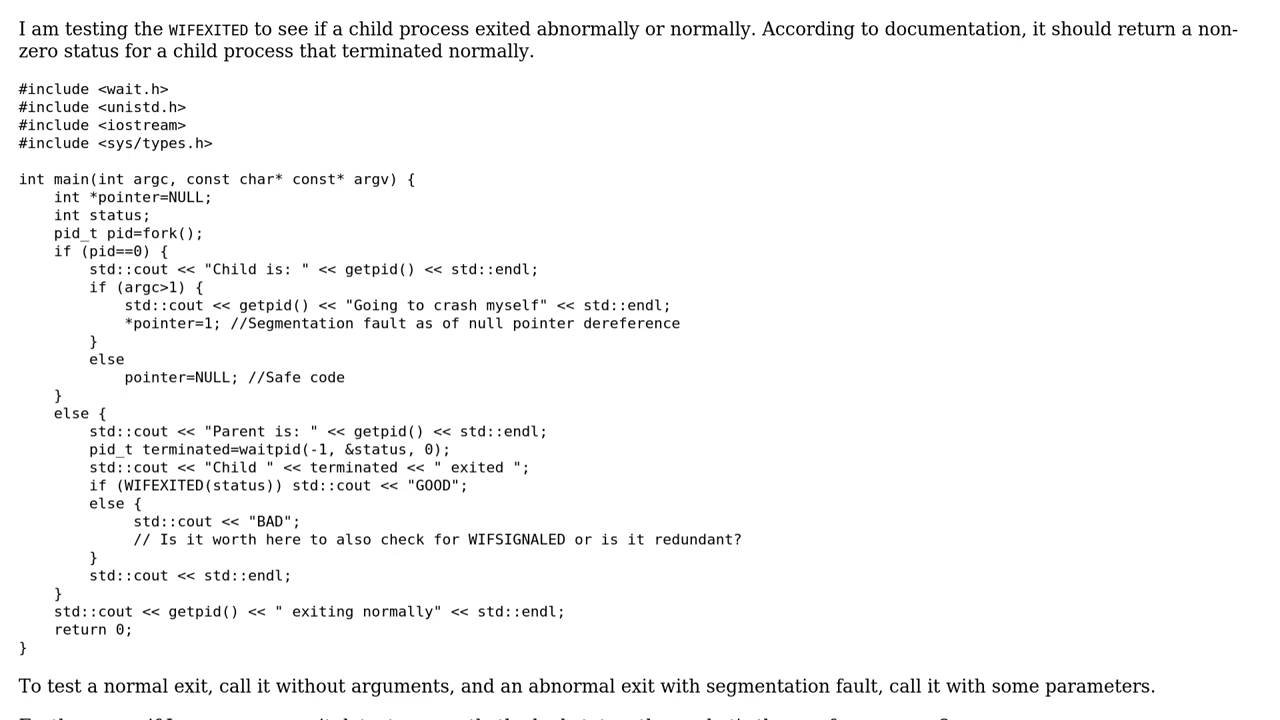 I am testing the WIFEXITED to see if a child process exited abnormally or normally. According to documentation, it should return a non-
zero status for a child process that terminated normally.
#include <wait.h>
#include <unistd.h>
#include <iostream>
#include <sys/types.h>
int main(int argc, const char* const* argv) {
    int *pointer=NULL;
    int status;
    pid_t pid=fork();
    if (pid==0) {
        std::cout << "Child is: " << getpid() << std::endl;
        if (argc>1) {
            std::cout << getpid() << "Going to crash myself" << std::endl;
            *pointer=1; //Segmentation fault as of null pointer dereference
        }
        else
            pointer=NULL; //Safe code
    }
    else {
        std::cout << "Parent is: " << getpid() << std::endl;
        pid_t terminated=waitpid(-1, &status, 0);
        std::cout << "Child " << terminated << " exited ";
        if (WIFEXITED(status)) std::cout << "GOOD";
        else {
             std::cout << "BAD";
             // Is it worth here to also check for WIFSIGNALED or is it redundant?
        }
        std::cout << std::endl;
    }
    std::cout << getpid() << " exiting normally" << std::endl;
    return 0;
}
To test a normal exit, call it without arguments, and an abnormal exit with segmentation fault, call it with some parameters.